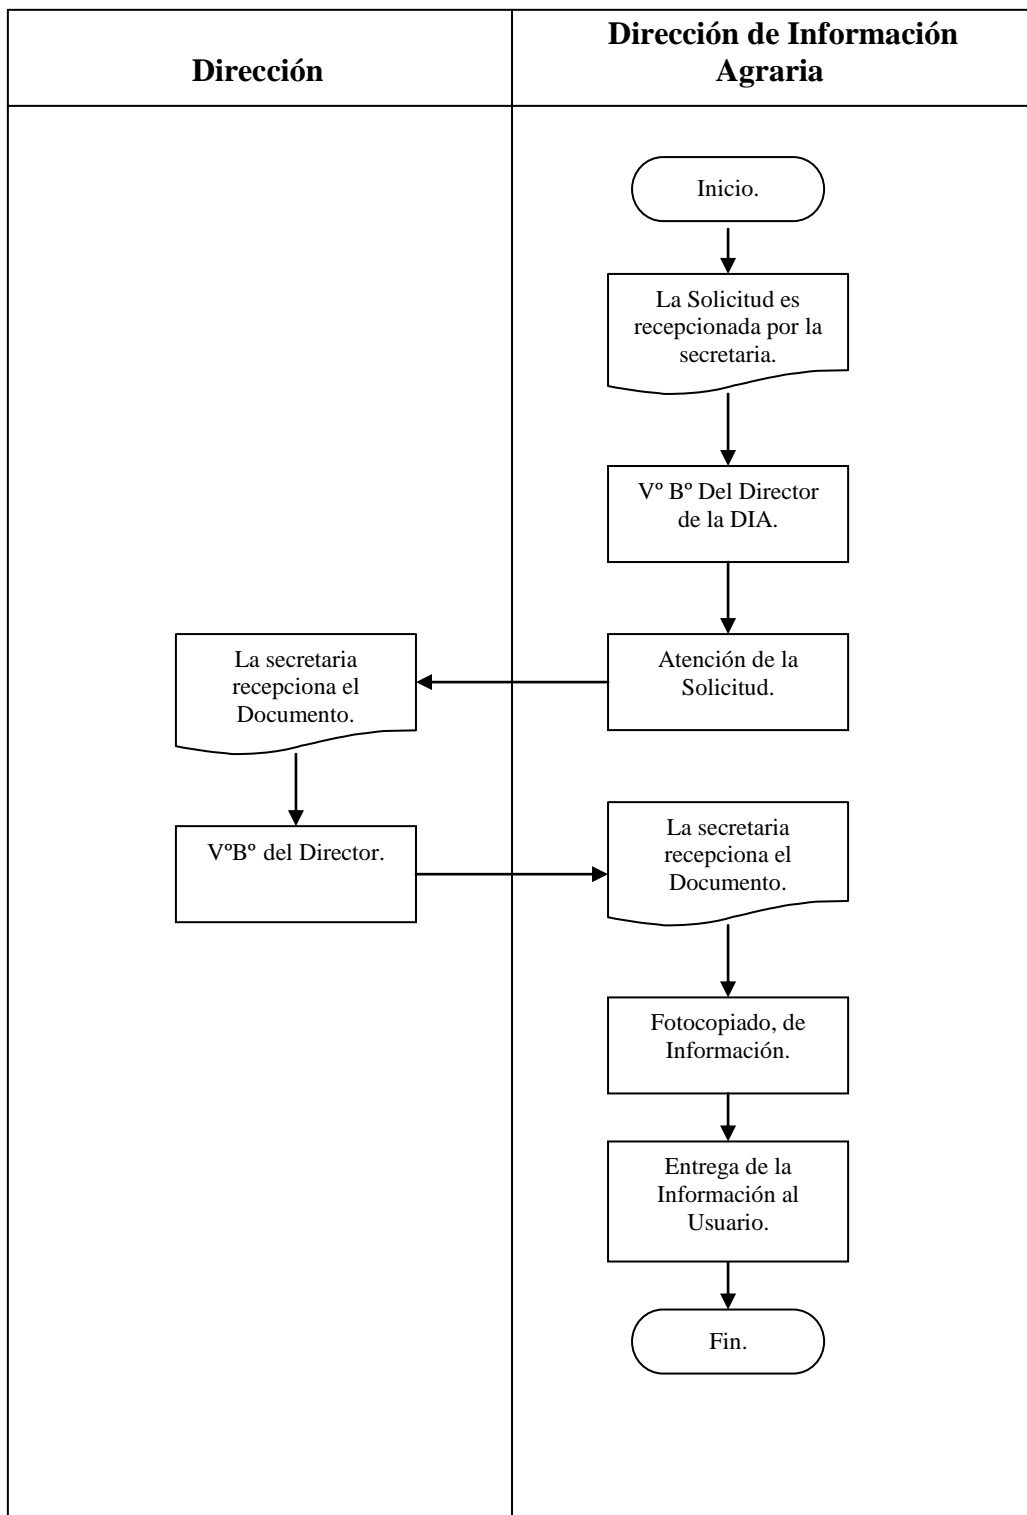 Dirección
Dirección de Información
Agraria
Inicio.
La Solicitud es
recepcionada por la
secretaria.
Vº Bº Del Director
de la DIA.
Atención de la
Solicitud.
La secretaria
recepciona el
Documento.
VºBº del Director.
La secretaria
recepciona el
Documento.
Fotocopiado, de
Información.
Entrega de la
Información al
Usuario.
Fin.